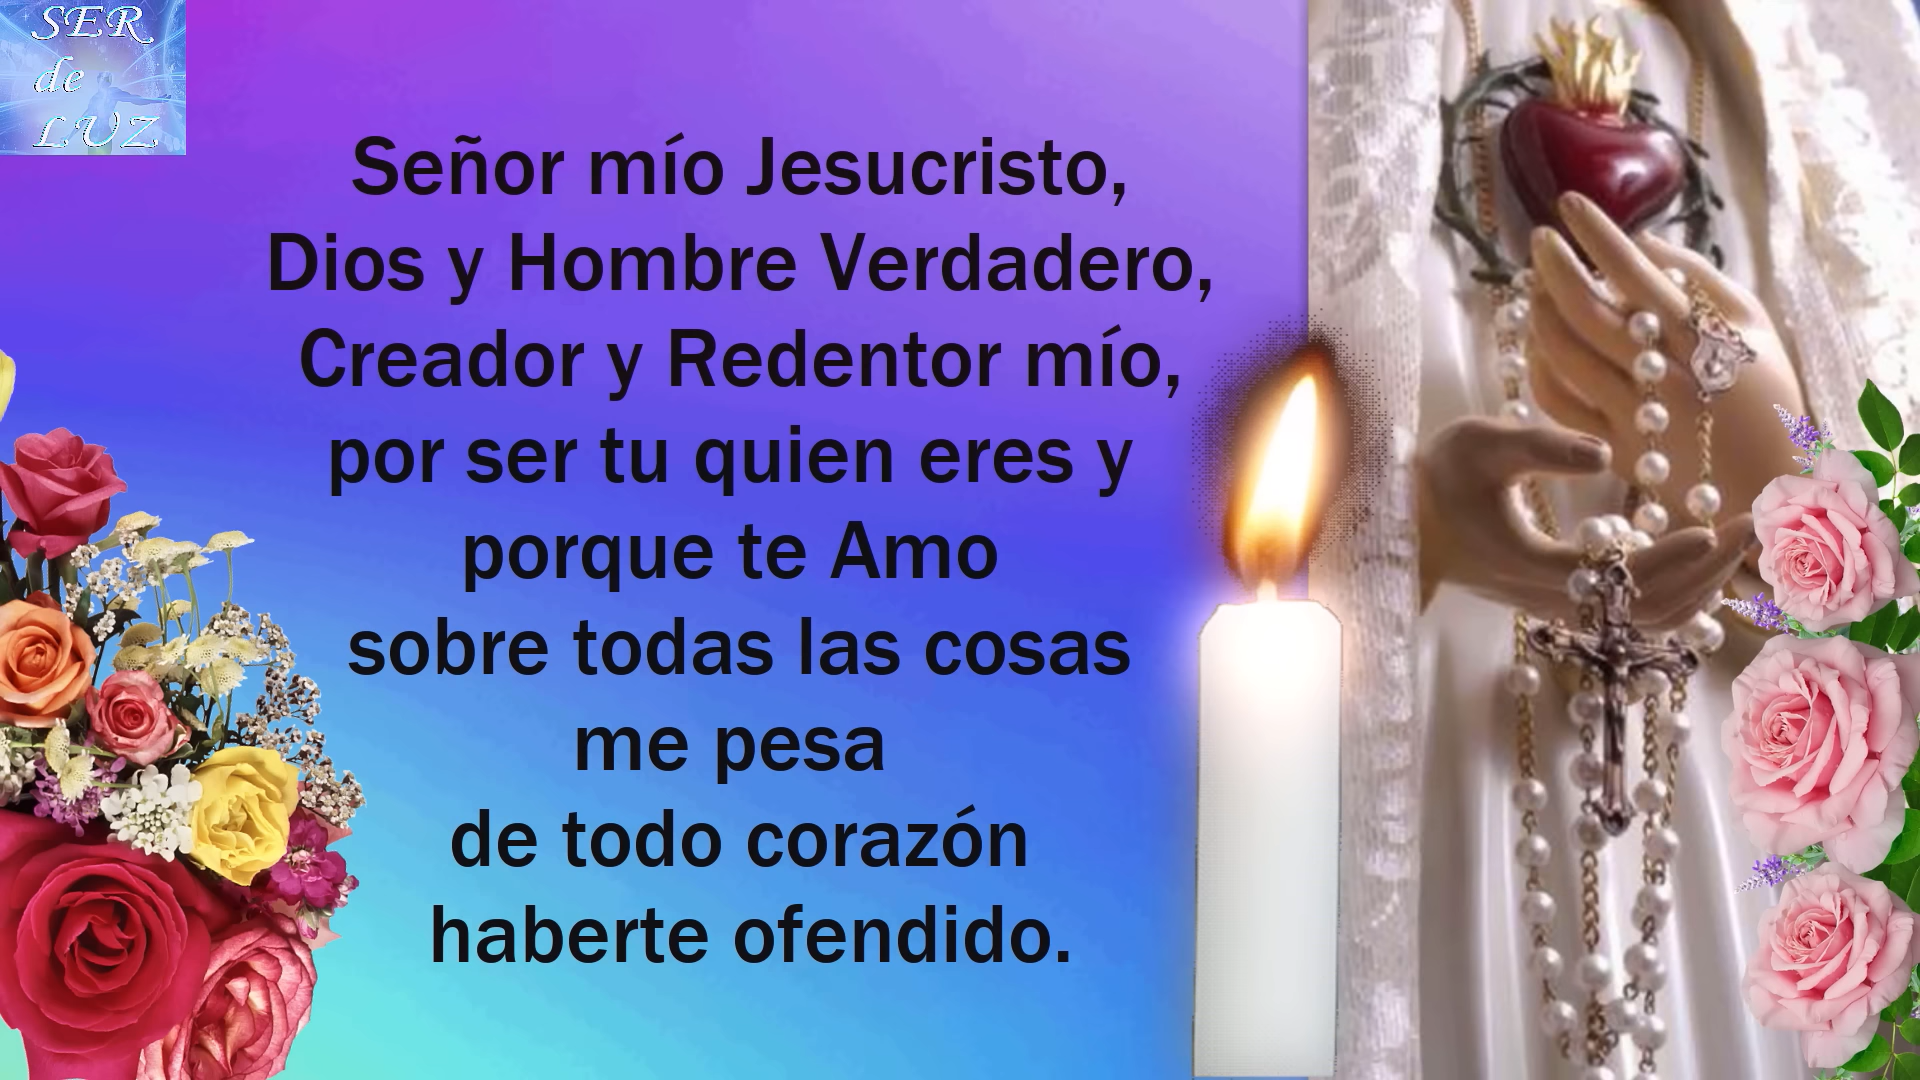 SER
de
LUZ
Señor mío Jesucristo,
Dios y Hombre Verdadero,
Creador y Redentor mío,
por ser tu quien eres y
porque te Amo
sobre todas las cosas
me pesa
de todo corazón
haberte ofendido.